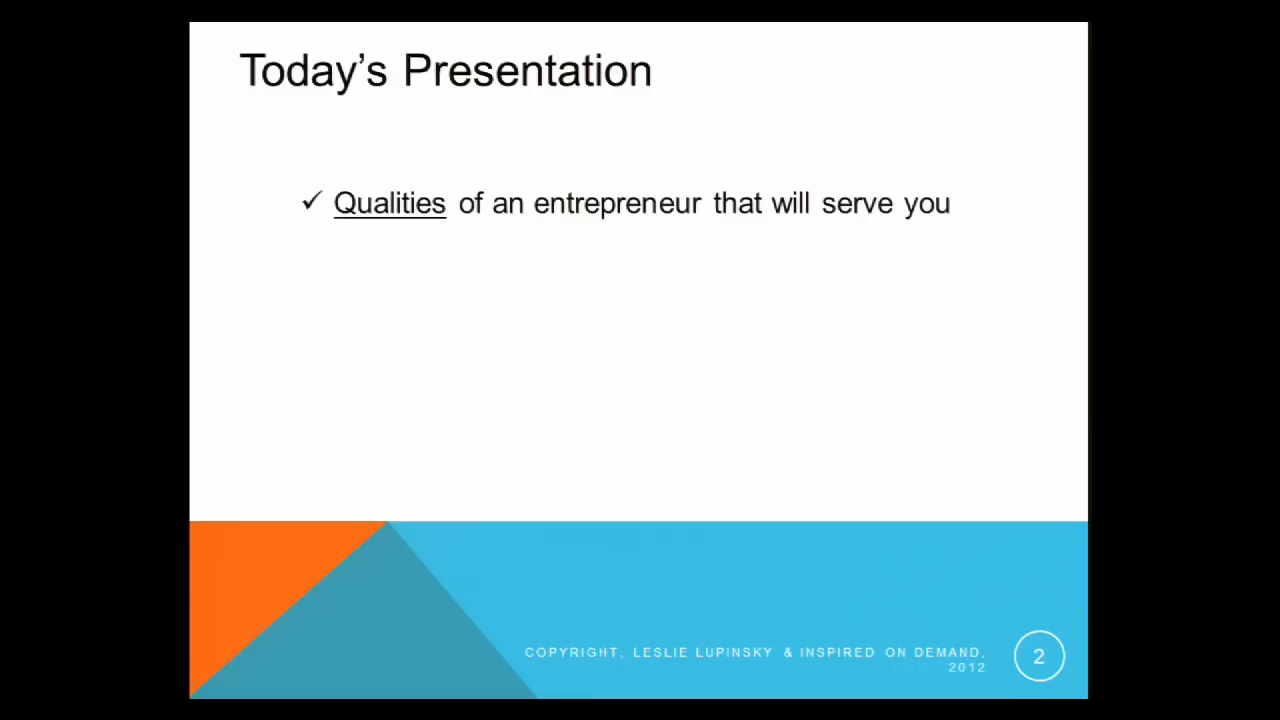 Today’s Presentation
✓ Qualities of an entrepreneur that will serve you
COPYRIGHT, LESLIE LUPINSKY & INSPIRED ON DEMAND,
2012
2